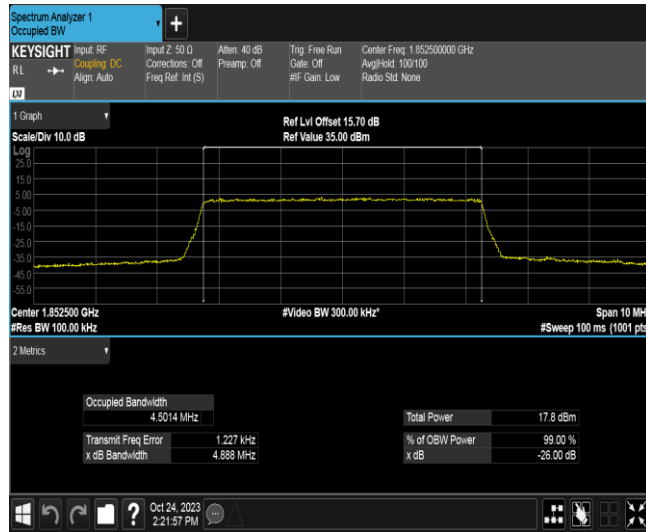 Spectrum Analyzer 1
Occupied BW
KEYSIGHT
Input: RF
Input Z: 50 Ω
Atten: 40 dB
Trig: Free Run
Center Freq: 1.852500000 GHz
RL
Coupling: DC
Corrections: Off
Preamp: Off
Gate: Off
Avg|Hold: 100/100
Align: Auto
Freq Ref: Int (S)
#IF Gain: Low
Radio Std: None
LXI
1 Graph
Ref Lvl Offset 15.70 dB
Scale/Div 10.0 dB
Ref Value 35.00 dBm
Log
25.0
15.0
5.00
-5.00
-15.0
-25.0
-35.0
-45.0
-55.0
Center 1.852500 GHz
#Video BW 300.00 kHz*
Span 10 MH
#Res BW 100.00 kHz
#Sweep 100 ms (1001 pts
2 Metrics
Occupied Bandwidth
4.5014 MHz
Total Power 17.8 dBm
Transmit Freq Error 1.227 kHz
% of OBW Power 99.00 %
x dB Bandwidth 4.888 MHz
x dB -26.00 dB
?
Oct 24, 2023
2:21:57 PM